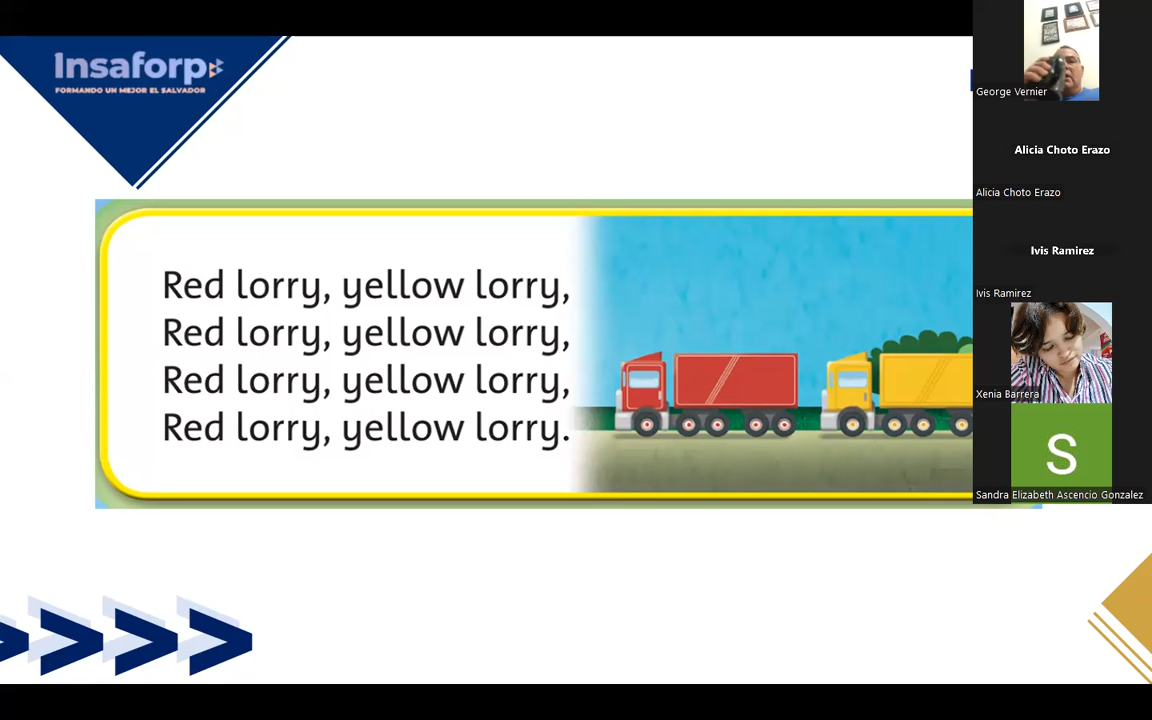 Insaforp
FORMANDO UN MEJOR EL SALVADOR
Red lorry, yellow lorry,
Red lorry, yellow lorry,
Red lorry, yellow lorry,
Red lorry, yellow lorry.
George Vernier
Alicia Choto Erazo
Alicia Choto Erazo
Ivis Ramirez
Ivis Ramirez
Xenia Barrera
S
Sandra Elizabeth Ascencio Gonzalez